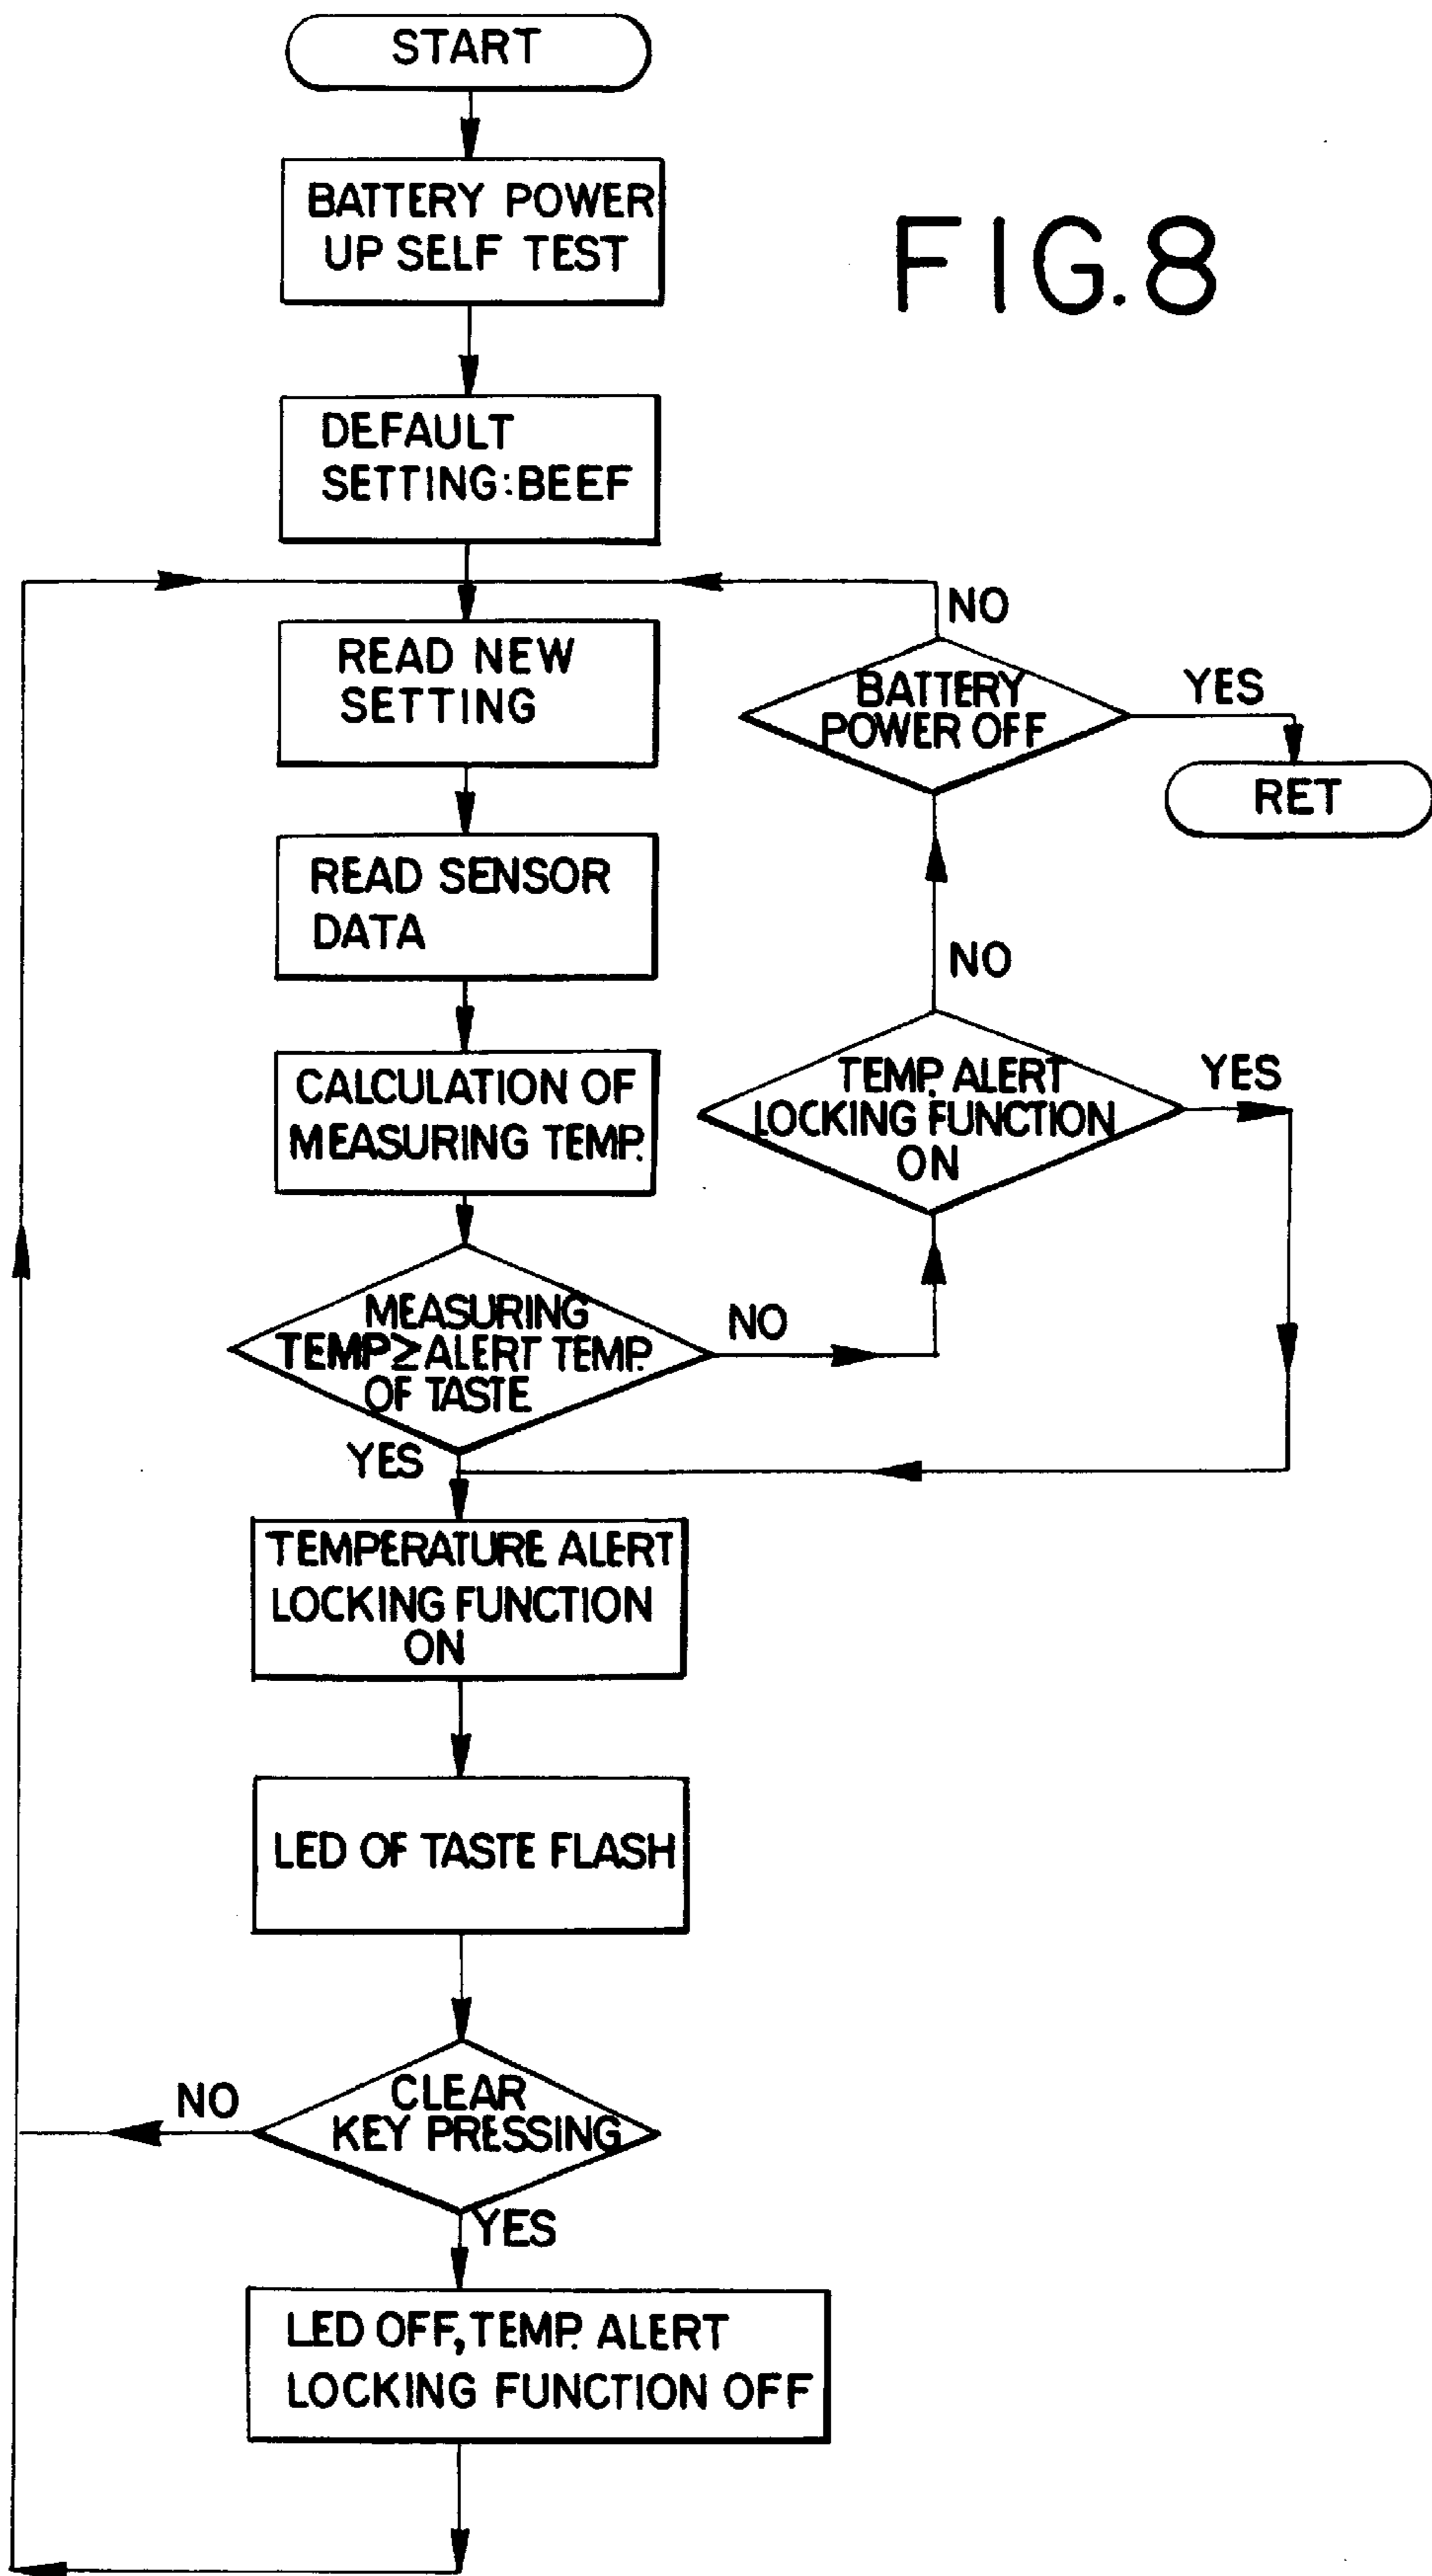 START
BATTERY POWER
UP SELF TEST
FIG.8
DEFAULT
SETTING:BEEF
NO
READ NEW
SETTING
BATTERY
POWER OFF
YES
RET
READ SENSOR
DATA
NO
CALCULATION OF
MEASURING TEMP.
TEMP. ALERT
LOCKING FUNCTION
ON
YES
MEASURING
TEMP≥ALERT TEMP.
OF TASTE
NO
YES
TEMPERATURE ALERT
LOCKING FUNCTION
ON
LED OF TASTE FLASH
CLEAR
KEY PRESSING
NO
YES
LED OFF,TEMP. ALERT
LOCKING FUNCTION OFF